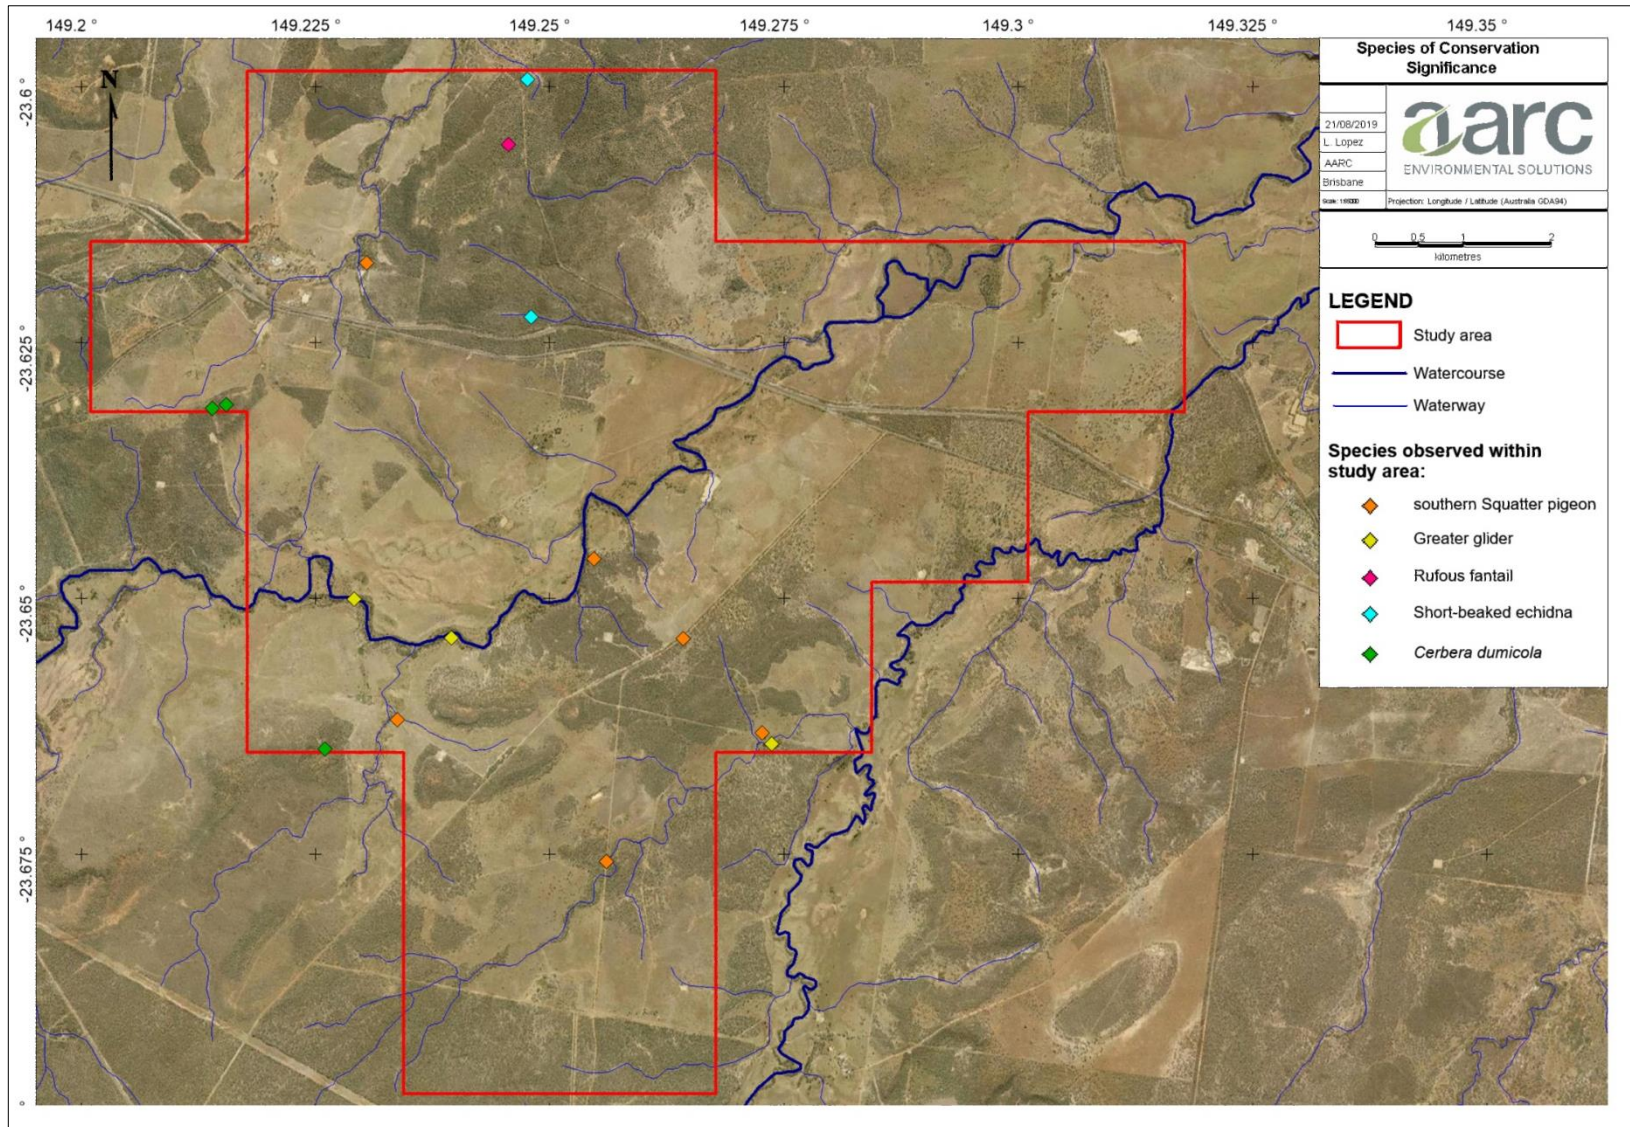 149.2 ° 149.225 ° 149.25 ° 149.275 ° 149.3 ° 149.325 ° 149.35 °
-23.6 °
-23.625 °
-23.65 °
-23.675 °
°
N
Species of Conservation
Significance
21/08/2019
L. Lopez
AARC
Brisbane
aarc
ENVIRONMENTAL SOLUTIONS
Projection: Longitude / Latitude (Australia GDA94)
0 0.5 1 2
kilometres
LEGEND
Study area
Watercourse
Waterway
Species observed within
study area:
southern Squatter pigeon
Greater glider
Rufous fantail
Short-beaked echidna
Cerbera dumicola